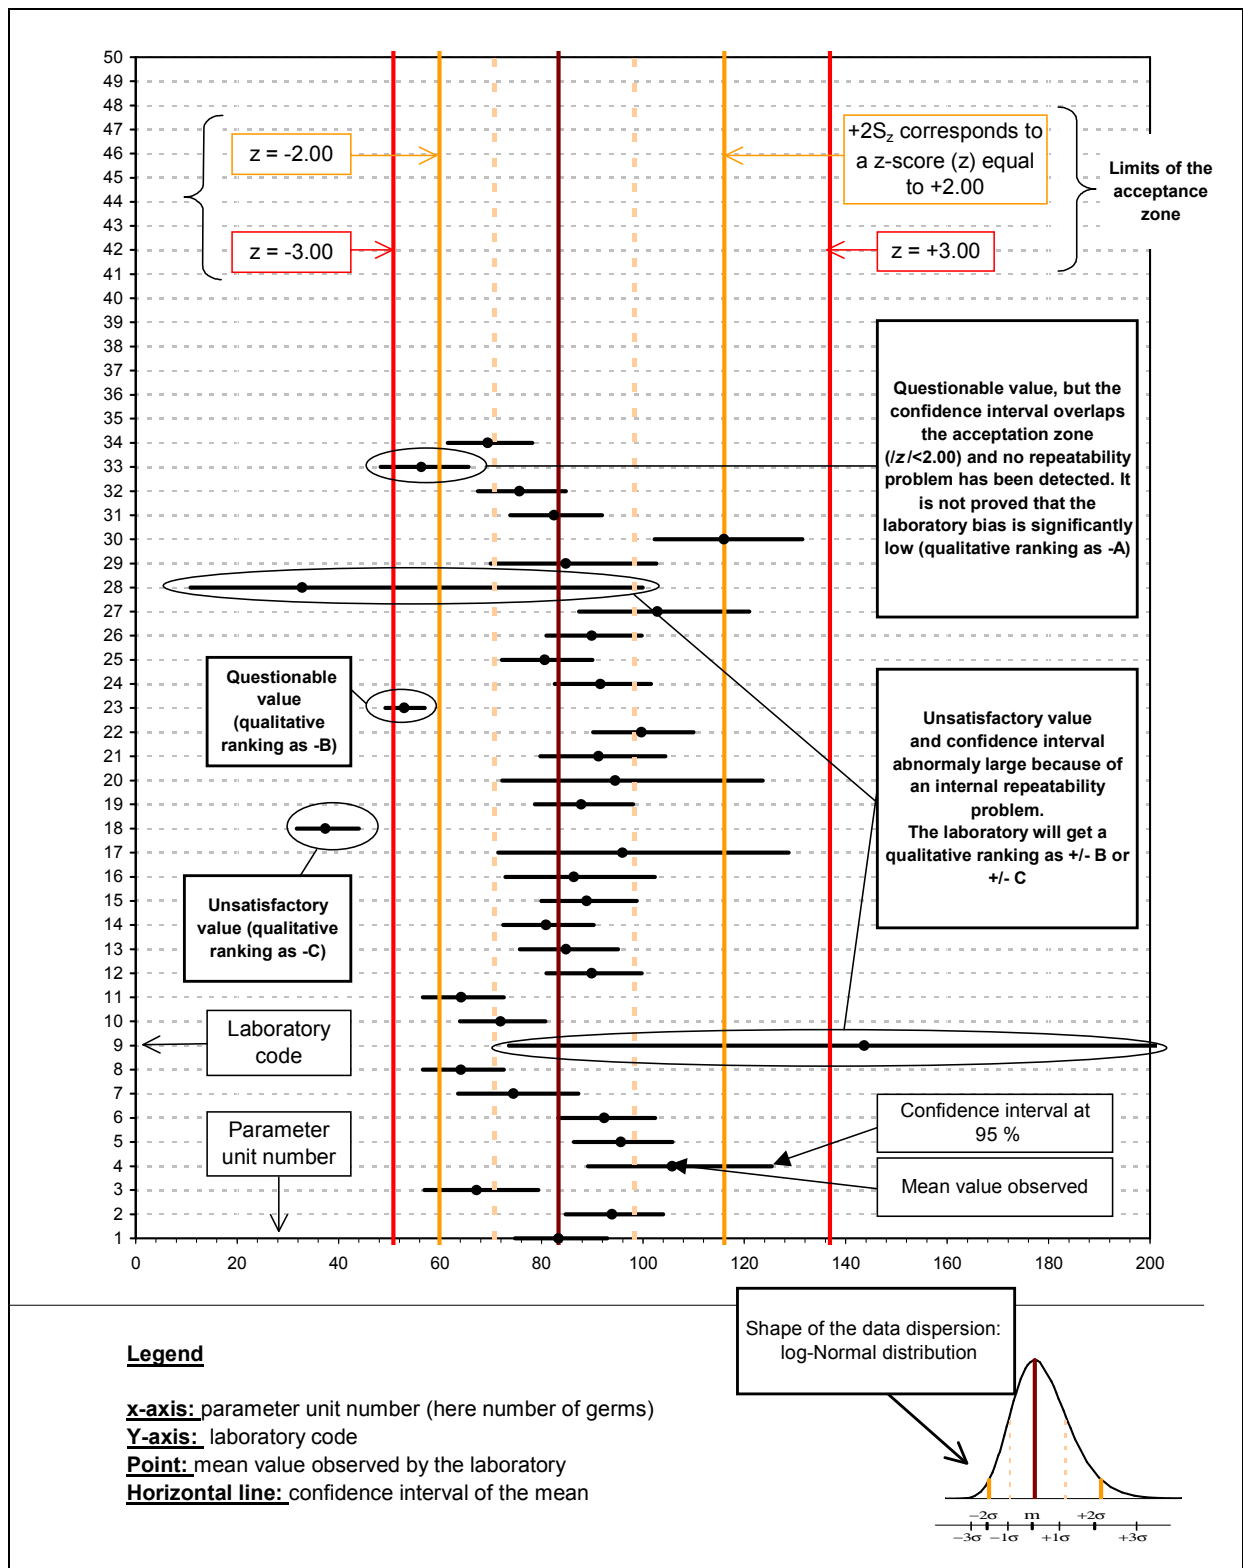 50
49
48
47
46
45
44
43
42
41
40
39
38
37
36
35
34
33
32
31
30
29
28
27
26
25
24
23
22
21
20
19
18
17
16
15
14
13
12
11
10
9
8
7
6
5
4
3
2
1
0 20 40 60 80 100 120 140 160 180 200
z = -2.00
z = -3.00
+2Sz corresponds to
a z-score (z) equal
to +2.00
z = +3.00
Limits of the
acceptance
zone
Questionable value, but the
confidence interval overlaps
the acceptation zone
(/z/<2.00) and no repeatability
problem has been detected. It
is not proved that the
laboratory bias is significantly
low (qualitative ranking as -A)
Questionable
value
(qualitative
ranking as -B)
Unsatisfactory value
and confidence interval
abnormaly large because of
an internal repeatability
problem.
The laboratory will get a
qualitative ranking as +/- B or
+/- C
Unsatisfactory
value (qualitative
ranking as -C)
Laboratory
code
Parameter
unit number
Confidence interval at
95 %
Mean value observed
Shape of the data dispersion:
log-Normal distribution
Legend
x-axis: parameter unit number (here number of germs)
Y-axis: laboratory code
Point: mean value observed by the laboratory
Horizontal line: confidence interval of the mean
−2σ m +2σ
−3σ −1σ +1σ +3σ